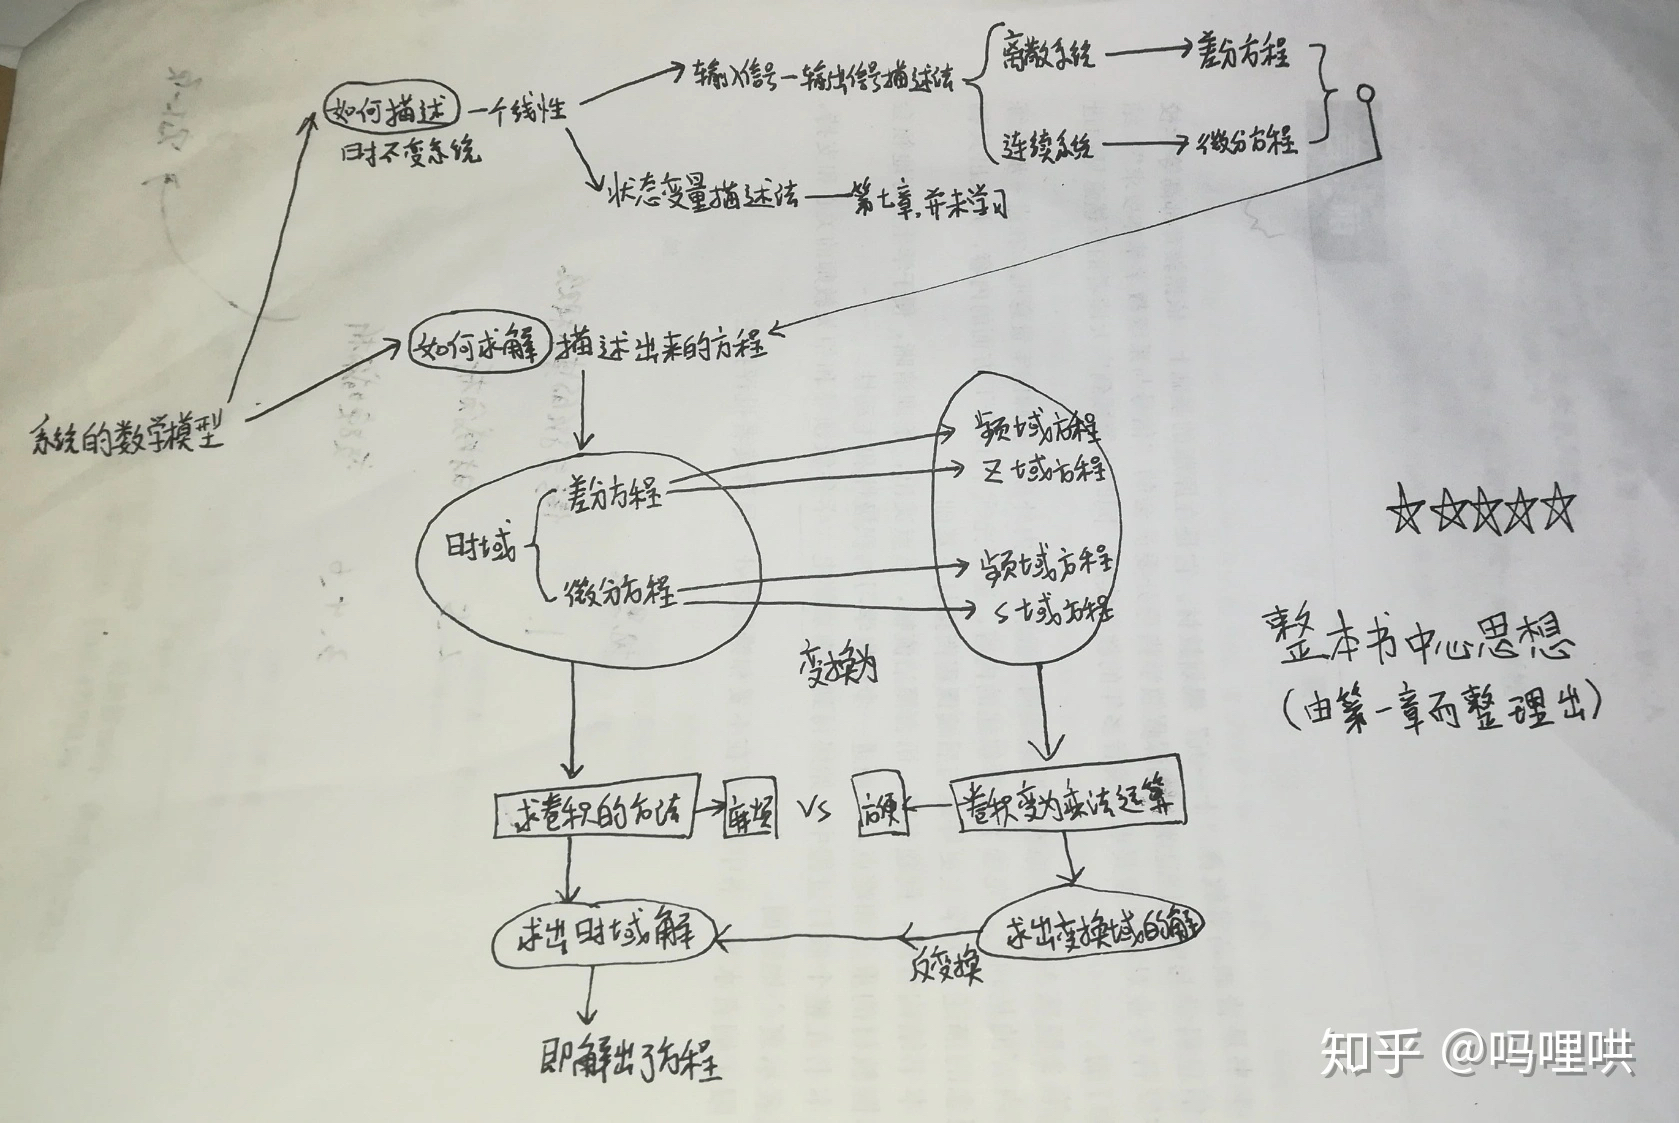 如何描述 一个线性
时不变系统
输入信号—输出信号描述法
离散系统
差分方程
连续系统
微分方程
状态变量描述法——第七章,并未学习
如何求解 描述出来的方程
系统的数学模型
时域
差分方程
微分方程
频域方程
Z域方程
频域方程
S域方程
变换为
☆☆☆☆☆
整本书中心思想
(由第一章而整理出)
求卷积的方法
麻烦
VS
方便
卷积变为乘法运算
求出时域解
反变换
求出变换域的解
即解出了方程
知乎 @吗哩哄